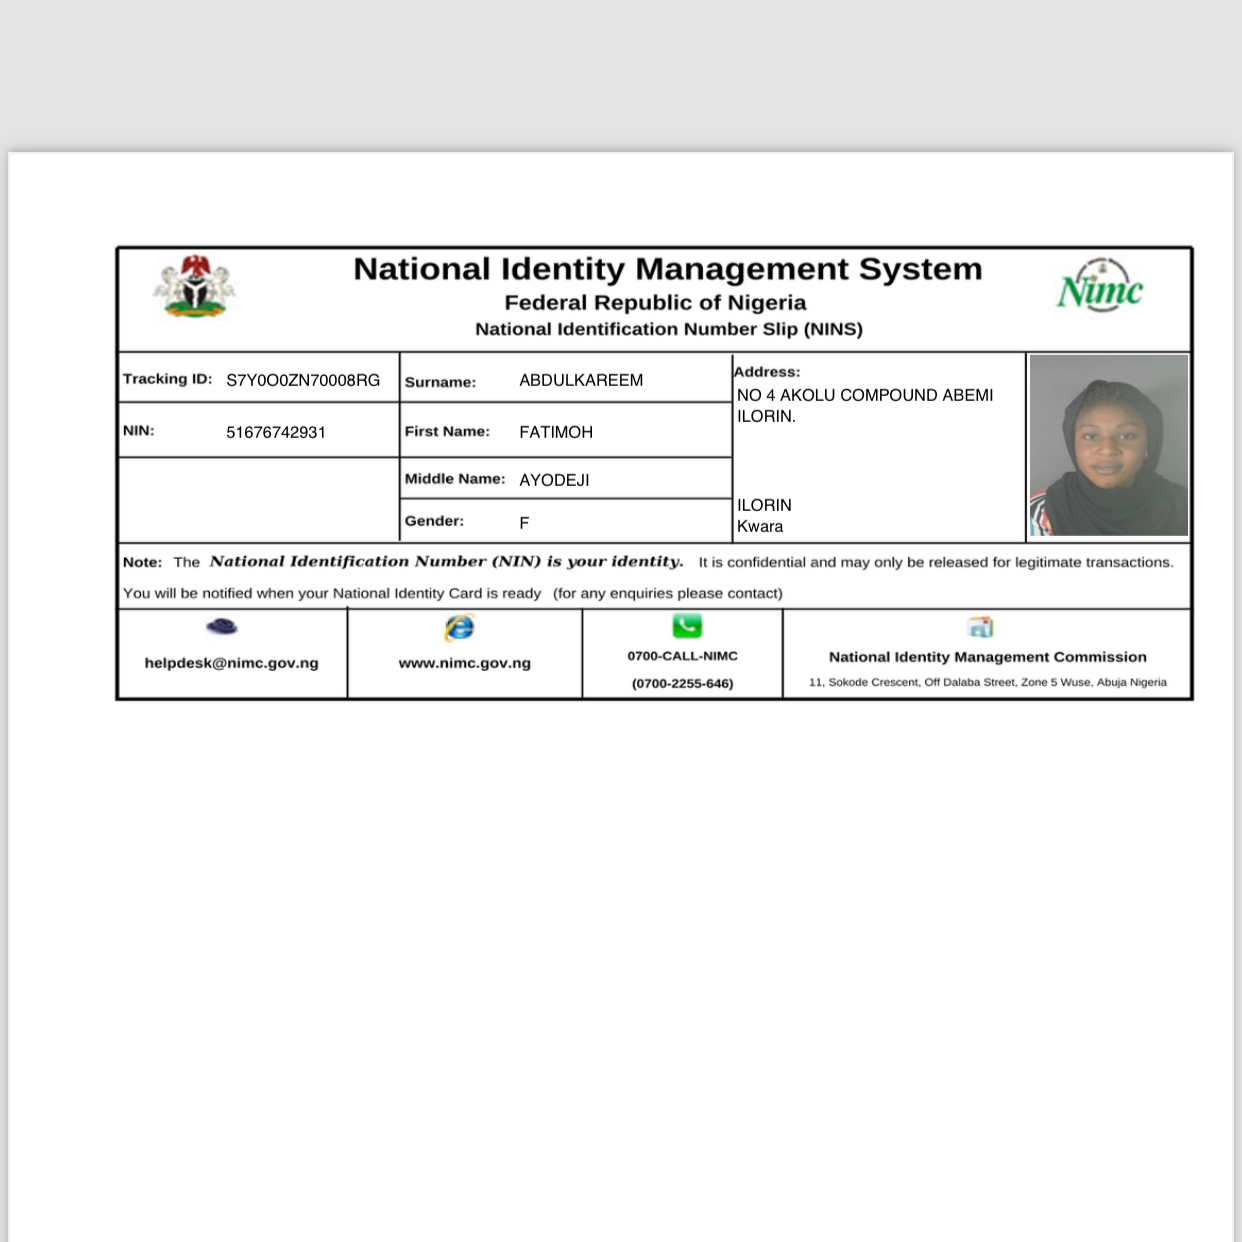 National Identity Management System
Federal Republic of Nigeria
National Identification Number Slip (NINS)
Nimc
Tracking ID: S7Y0O0ZN70008RG
Surname: ABDULKAREEM
Address:
NO 4 AKOLU COMPOUND ABEMI
ILORIN.
NIN: 51676742931
First Name: FATIMOH
Middle Name: AYODEJI
Gender: F
ILORIN
Kwara
Note: The National Identification Number (NIN) is your identity. It is confidential and may only be released for legitimate transactions.
You will be notified when your National Identity Card is ready (for any enquiries please contact)
helpdesk@nimc.gov.ng
www.nimc.gov.ng
0700-CALL-NIMC
(0700-2255-646)
National Identity Management Commission
11, Sokode Crescent, Off Dalaba Street, Zone 5 Wuse, Abuja Nigeria